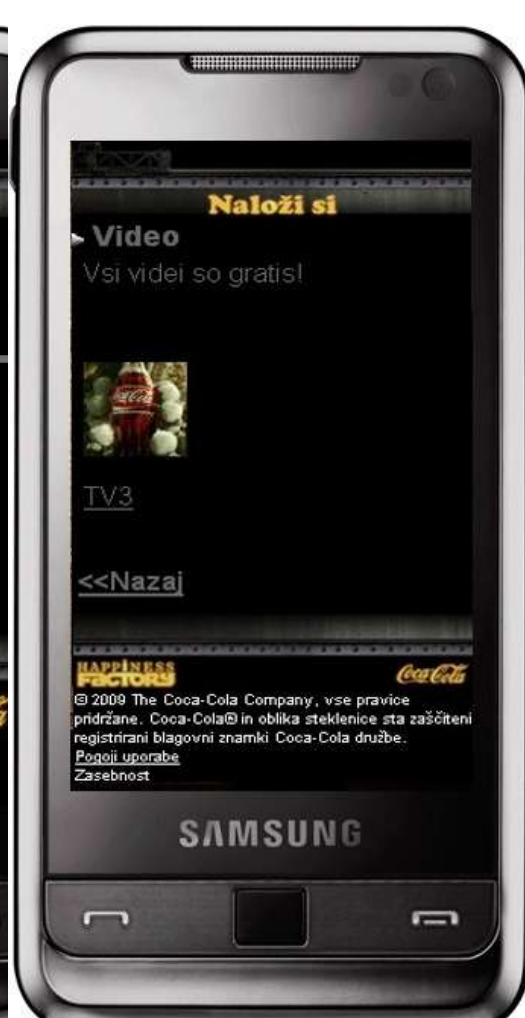 Naloži si
Video
Vsi videi so gratis!
Coca-Cola
TV3
<<Nazaj
HAPPINESS
FACTORY
Coca-Cola
© 2009 The Coca-Cola Company, vse pravice
pridržane. Coca-Cola® in oblika steklenice sta zaščiteni
registrirani blagovni znamki Coca-Cola družbe.
Pogoji uporabe
Zasebnost
SAMSUNG